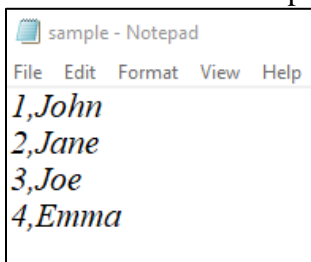 sample - Notepad
File Edit Format View Help
1,John
2,Jane
3,Joe
4,Emma